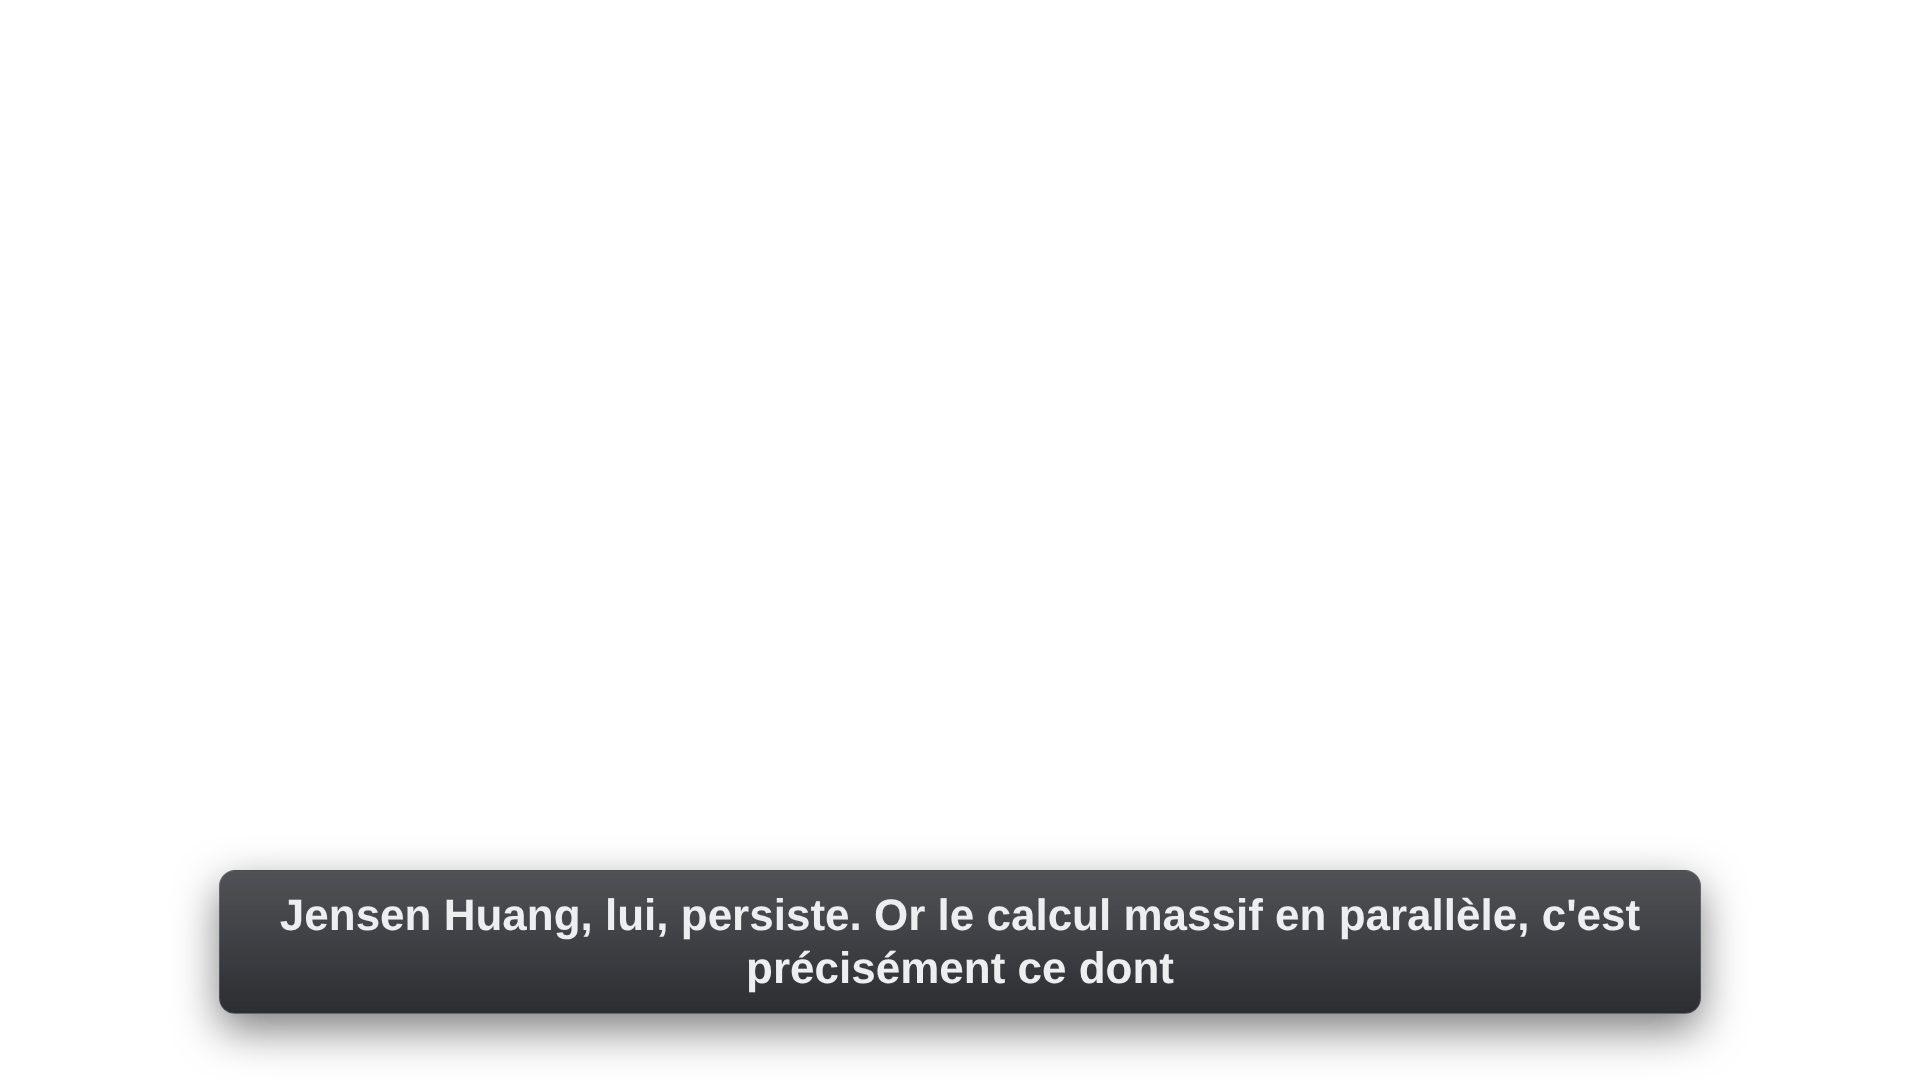 Jensen Huang, lui, persiste. Or le calcul massif en parallèle, c'est
précisément ce dont